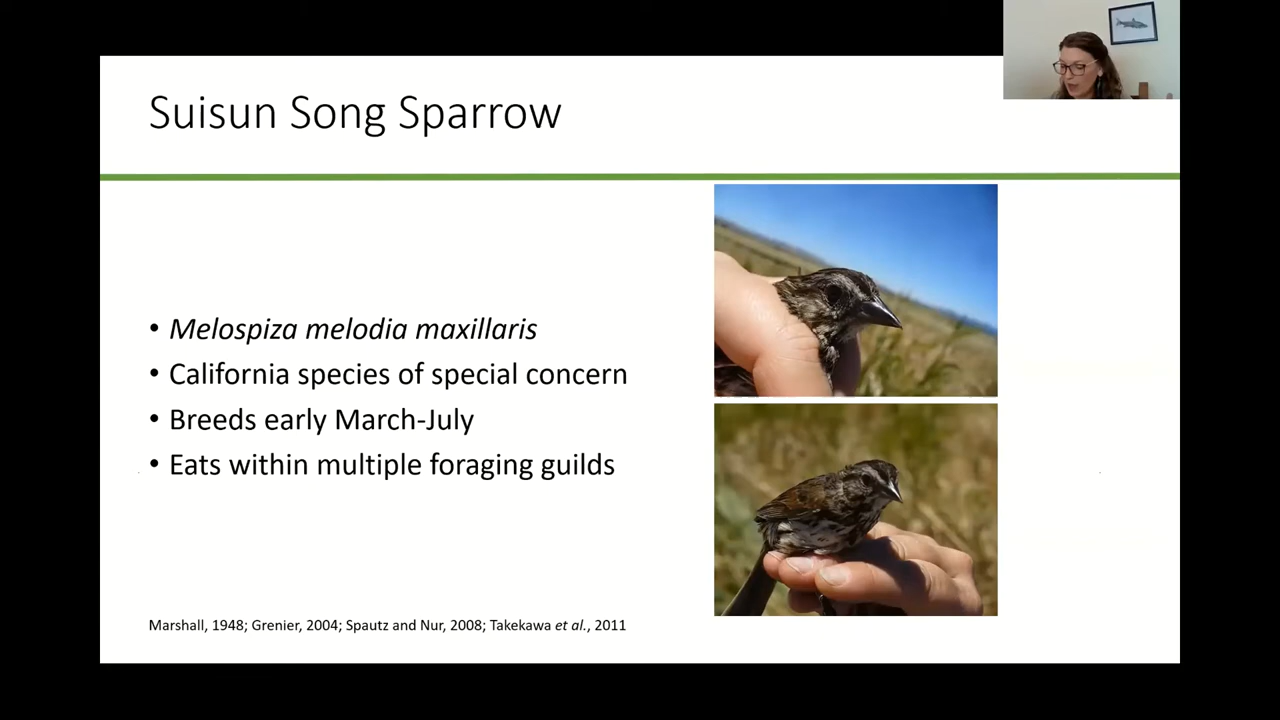 Suisun Song Sparrow
• Melospiza melodia maxillaris
• California species of special concern
• Breeds early March-July
• Eats within multiple foraging guilds
Marshall, 1948; Grenier, 2004; Spautz and Nur, 2008; Takekawa et al., 2011